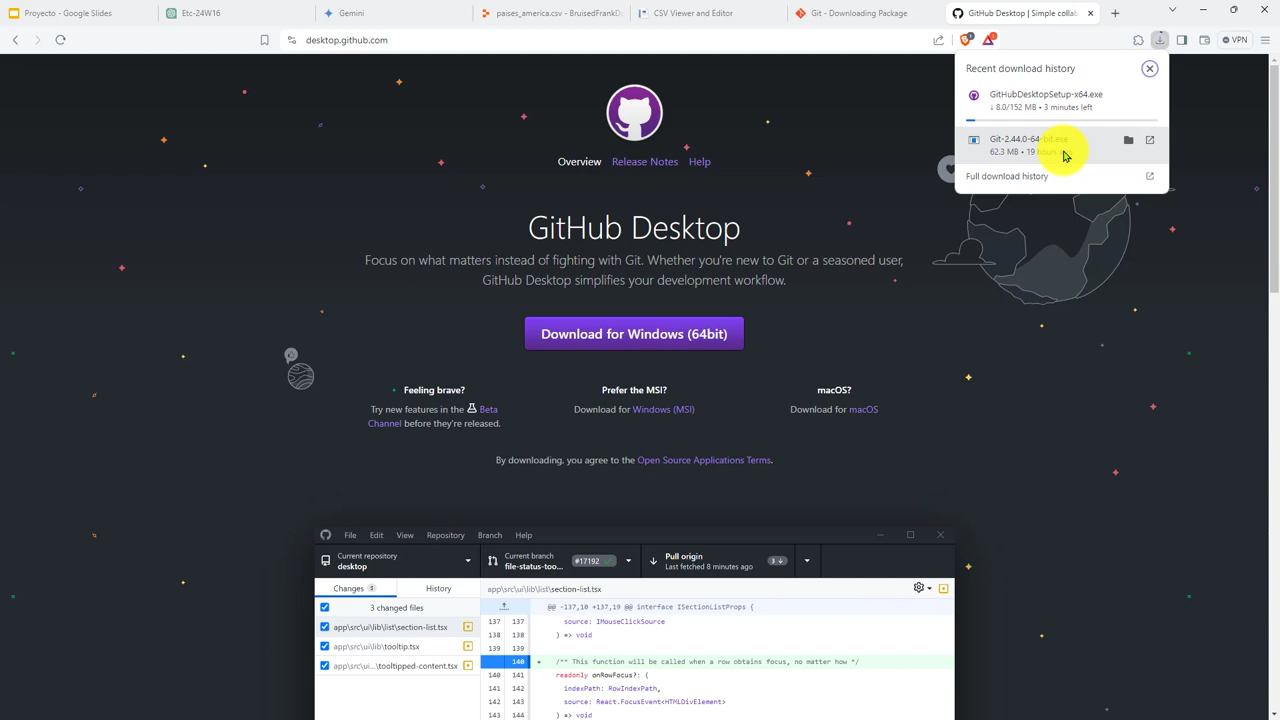 Proyecto - Google Slides
Etc-24W16
Gemini
paises_america.csv - BruisedFrankD
CSV Viewer and Editor
Git - Downloading Package
GitHub Desktop | Simple collab
desktop.github.com
VPN
Recent download history
GitHubDesktopSetup-x64.exe
↓ 8.0/152 MB • 3 minutes left
Git-2.44.0-64-bit.exe
62.3 MB • 19 hours
Full download history
Overview Release Notes Help
GitHub Desktop
Focus on what matters instead of fighting with Git. Whether you're new to Git or a seasoned user,
GitHub Desktop simplifies your development workflow.
Download for Windows (64bit)
Feeling brave?
Try new features in the Beta
Channel before they're released.
Prefer the MSI?
Download for Windows (MSI)
macOS?
Download for macOS
By downloading, you agree to the Open Source Applications Terms.
File Edit View Repository Branch Help
Current repository
desktop
Current branch
file-status-too... #17192
Pull origin
Last fetched 8 minutes ago
3
Changes 3 History
app\src\ui\lib\list\section-list.tsx
3 changed files
app\src\ui\lib\list\section-list.tsx
app\src\ui\lib\tooltip.tsx
app\src\ui...\tooltipped-content.tsx
@@ -137,10 +137,19 @@ interface ISectionListProps {
137 137 source: IMouseClickSource
138 138 ) => void
139 139
140 + /** This function will be called when a row obtains focus, no matter how */
140 141 readonly onRowFocus?: (
141 142 indexPath: RowIndexPath,
142 143 source: React.FocusEvent<HTMLDivElement>
143 144 ) => void